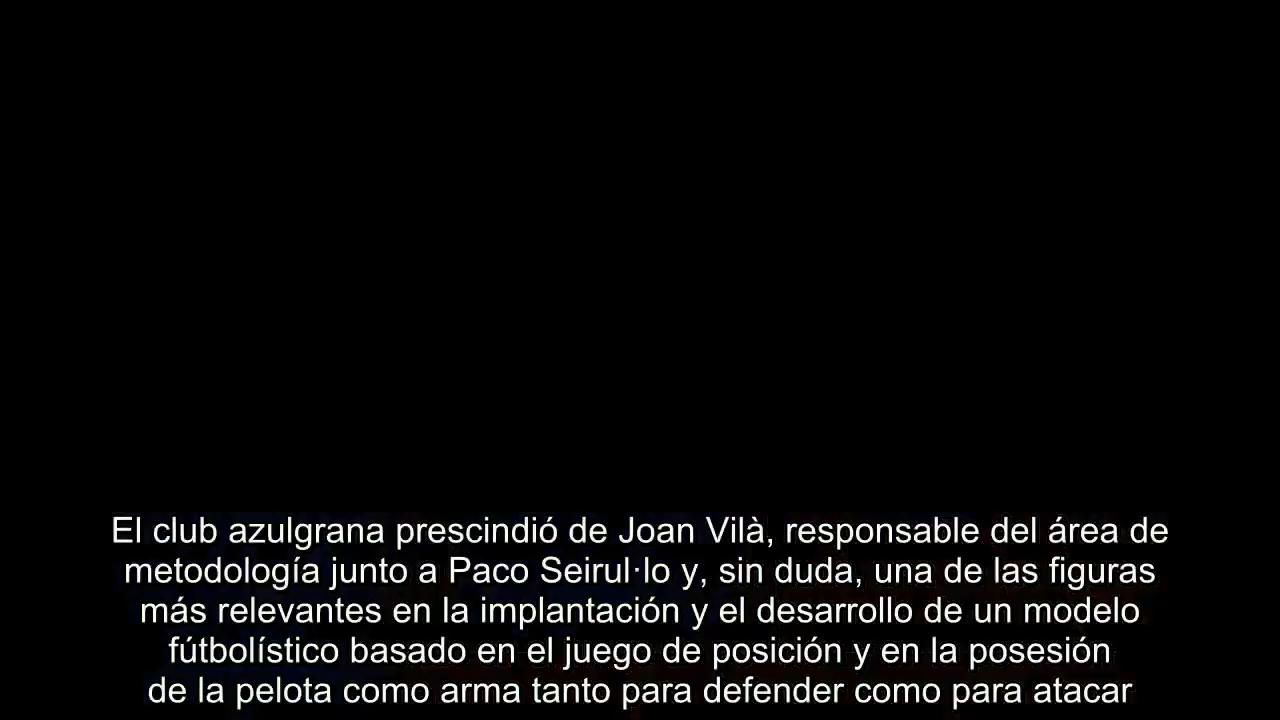 El club azulgrana prescindió de Joan Vilà, responsable del área de
metodología junto a Paco Seirul·lo y, sin duda, una de las figuras
más relevantes en la implantación y el desarrollo de un modelo
fútbolístico basado en el juego de posición y en la posesión
de la pelota como arma tanto para defender como para atacar